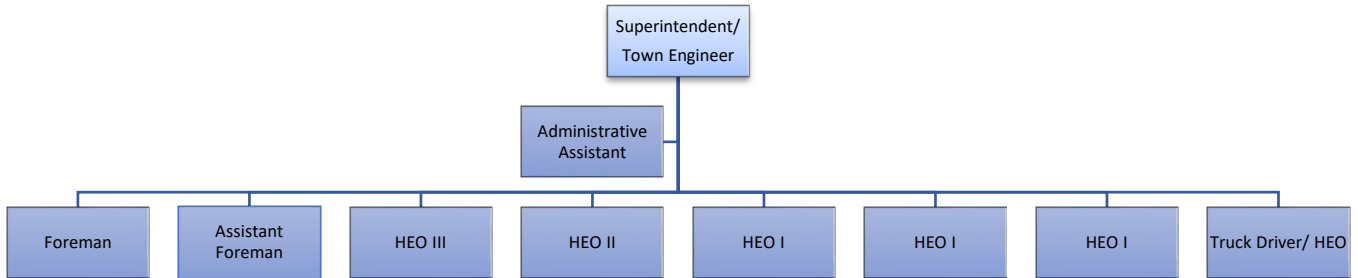 Superintendent/
Town Engineer
Administrative
Assistant
Foreman
Assistant
Foreman
HEO III
HEO II
HEO I
HEO I
HEO I
Truck Driver/ HEO